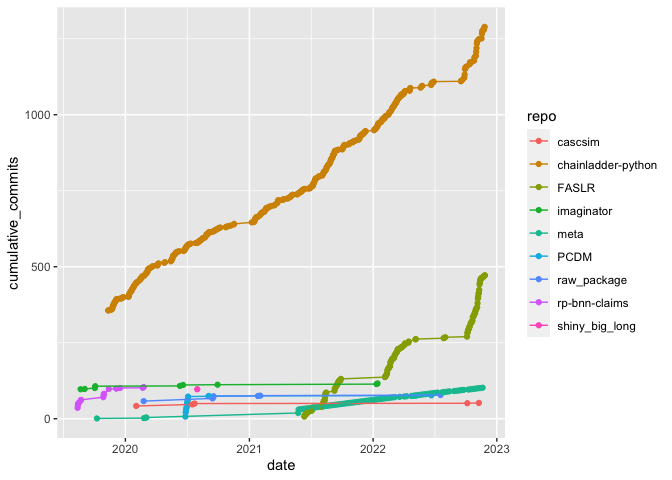 cumulative_commits
1000
500
0
2020
2021
2022
2023
date
repo
cascsim
chainladder-python
FASLR
imaginator
meta
PCDM
raw_package
rp-bnn-claims
shiny_big_long